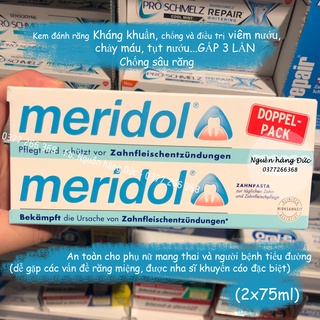 PRO-SCHMELZ REPAIR
Kem đánh răng Kháng khuẩn, chống và điều trị viêm nướu,
chảy máu, tụt nướu...GẤP 3 LẦN
Chống sâu răng
meridol
DOPPEL-
PACK
Nguồn hàng Đức
0377266368
Pflegt und schützt vor Zahnfleischentzündungen
meridol
ZAHNPASTA
Bekämpft die Ursache von Zahnfleischentzündungen*
An toàn cho phụ nữ mang thai và người bệnh tiểu đường
(dễ gặp các vấn đề răng miệng, được nha sĩ khuyến cáo đặc biệt)
(2x75ml)